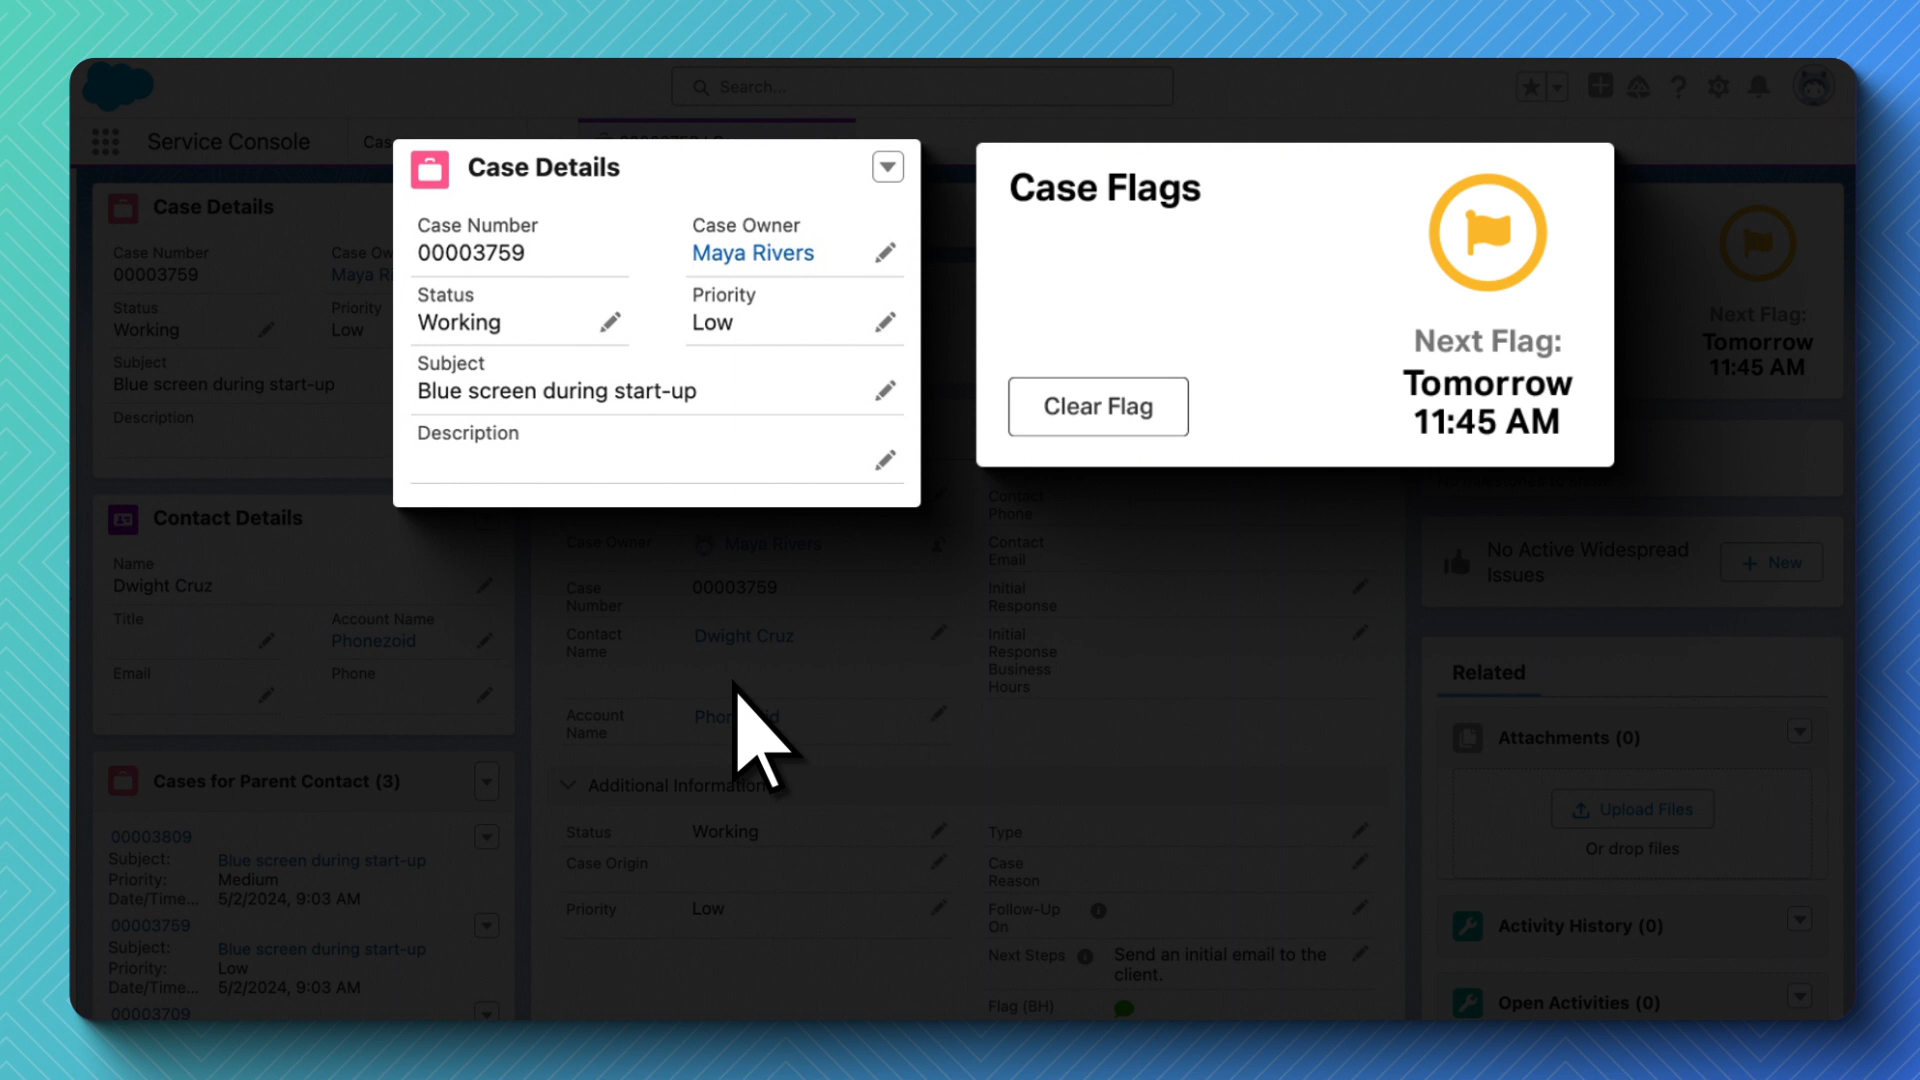 Search...
Service Console
Cas
Case Details
Case Number
00003759
Case Owner
Maya Rivers
Status
Working
Priority
Low
Subject
Blue screen during start-up
Description
Case Flags
Clear Flag
Next Flag:
Tomorrow
11:45 AM
Case Details
Case Number
00003759
Case Ow
Maya R
Status
Working
Priority
Low
Subject
Blue screen during start-up
Description
Next Flag:
Tomorrow
11:45 AM
Contact Details
Name
Dwight Cruz
Title
Account Name
Phonezoid
Email
Phone
Cases for Parent Contact (3)
00003809
Subject: Blue screen during start-up
Priority: Medium
Date/Time... 5/2/2024, 9:03 AM
00003759
Subject: Blue screen during start-up
Priority: Low
Date/Time... 5/2/2024, 9:03 AM
00003709
Case Owner Maya Rivers
Case
Number
00003759
Contact
Name
Dwight Cruz
Account
Name
Additional Information
Status Working
Case Origin
Priority Low
Contact
Phone
Contact
Email
Initial
Response
Initial
Response
Business
Hours
Type
Case
Reason
Follow-Up
On
Next Steps Send an initial email to the
client.
Flag (BH)
No Active Widespread
Issues
New
Related
Attachments (0)
Upload Files
Or drop files
Activity History (0)
Open Activities (0)